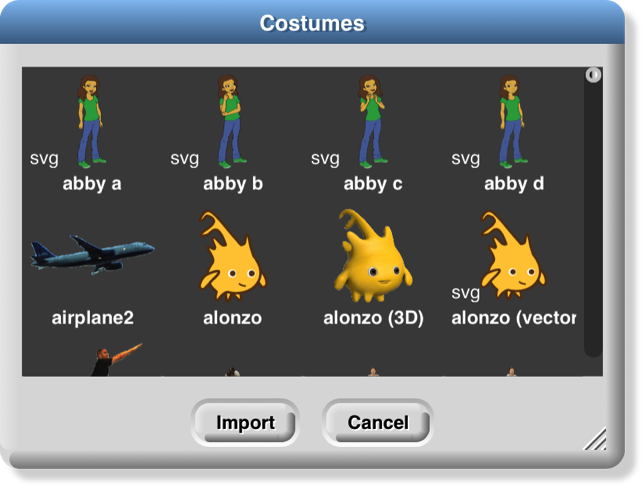 Costumes
svg
svg
svg
svg
abby a
abby b
abby c
abby d
svg
airplane2
alonzo
alonzo (3D)
alonzo (vector
Import
Cancel